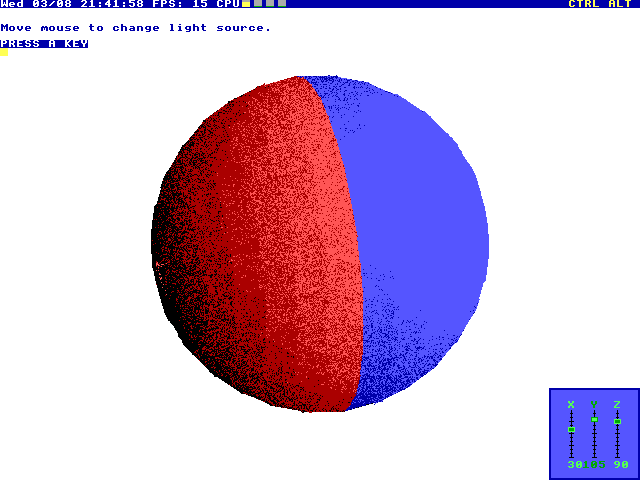 Wed 03/08 21:41:58 FPS: 15 CPU CTRL ALT
Move mouse to change light source.
PRESS A KEY
X Y Z
30 90